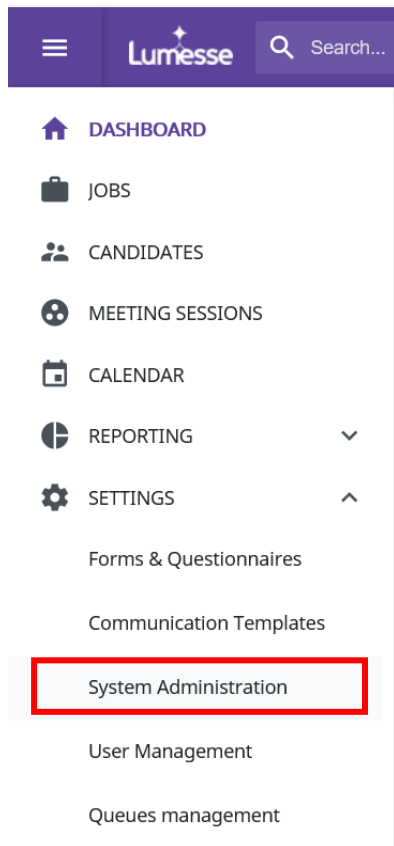 Lumesse Search...
DASHBOARD
JOBS
CANDIDATES
MEETING SESSIONS
CALENDAR
REPORTING
SETTINGS
Forms & Questionnaires
Communication Templates
System Administration
User Management
Queues management